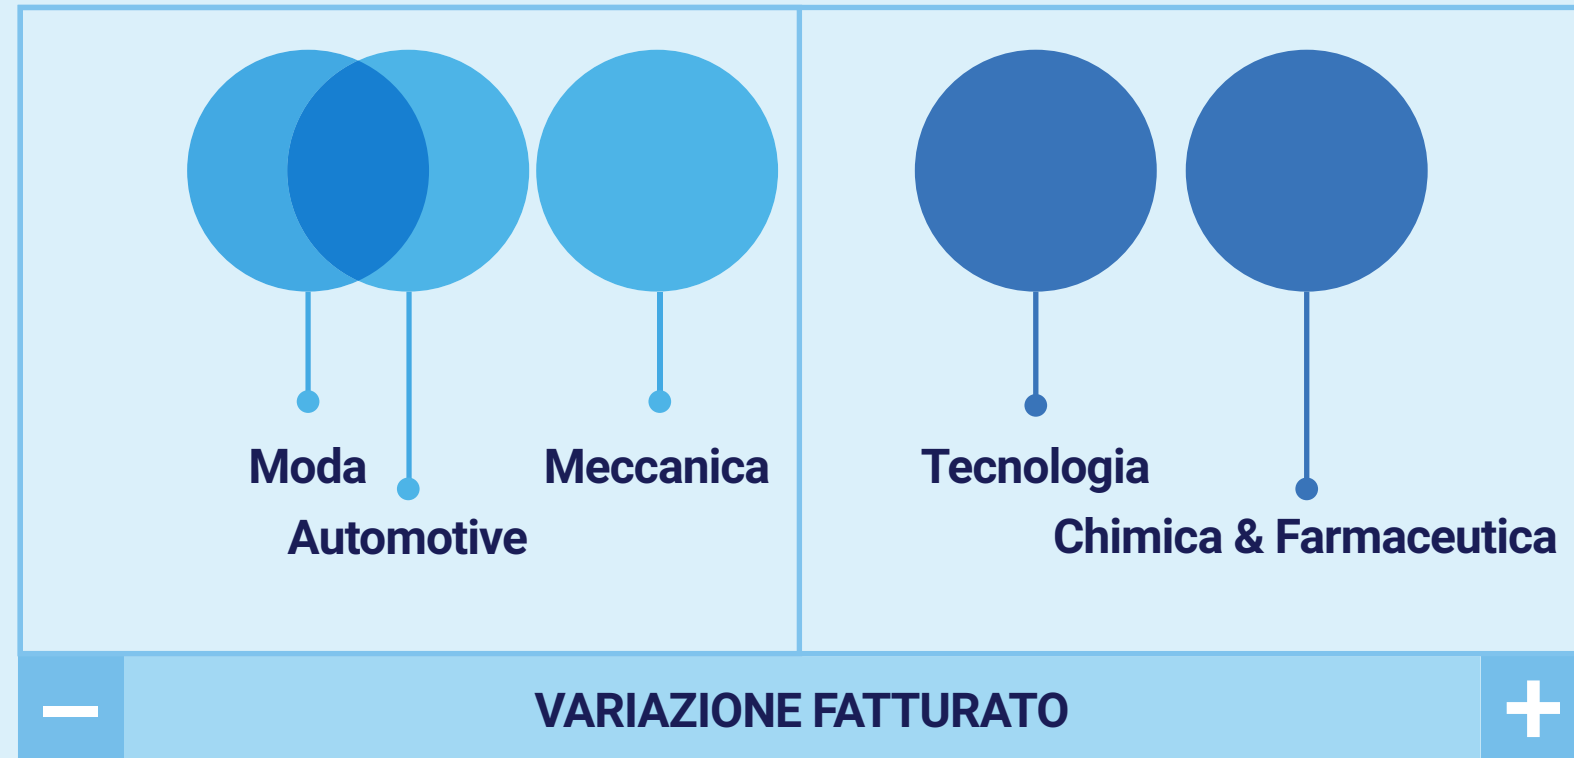 Moda
Meccanica
Tecnologia
Automotive
Chimica & Farmaceutica
− VARIAZIONE FATTURATO +